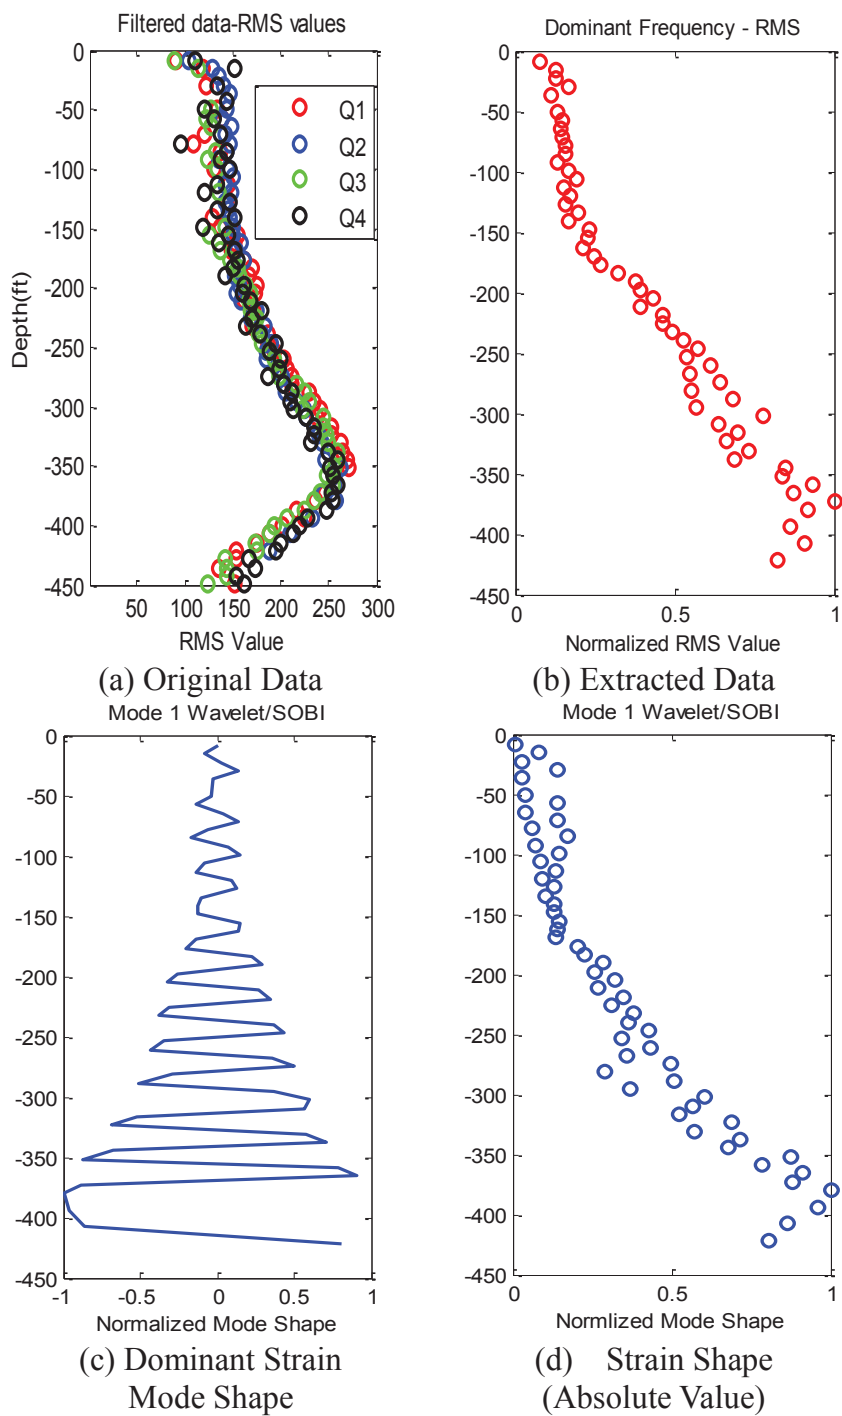 Filtered data-RMS values
0
-50
-100
-150
-200
-250
-300
-350
-400
-450
Depth(ft)
Q1
Q2
Q3
Q4
50 100 150 200 250 300
RMS Value
(a) Original Data
Dominant Frequency - RMS
0
-50
-100
-150
-200
-250
-300
-350
-400
-450
0 0.5 1
Normalized RMS Value
(b) Extracted Data
Mode 1 Wavelet/SOBI
0
-50
-100
-150
-200
-250
-300
-350
-400
-450
-1 -0.5 0 0.5 1
Normalized Mode Shape
(c) Dominant Strain
Mode Shape
Mode 1 Wavelet/SOBI
0
-50
-100
-150
-200
-250
-300
-350
-400
-450
0 0.5 1
Normlized Mode Shape
(d) Strain Shape
(Absolute Value)